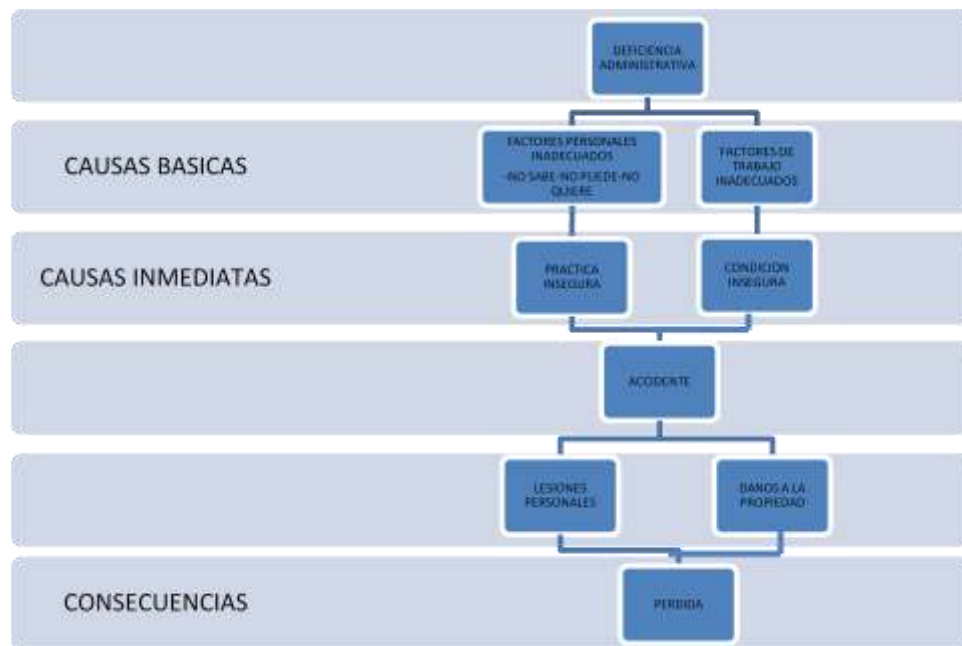 DEFICIENCIA
ADMINISTRATIVA
CAUSAS BASICAS
FACTORES PERSONALES
INADECUADOS
-NO SABE-NO PUEDE-NO
QUIERE
FACTORES DE
TRABAJO
INADECUADOS
CAUSAS INMEDIATAS
PRACTICA
INSEGURA
CONDICION
INSEGURA
ACCIDENTE
LESIONES
PERSONALES
DANOS A LA
PROPIEDAD
CONSECUENCIAS
PERDIDA